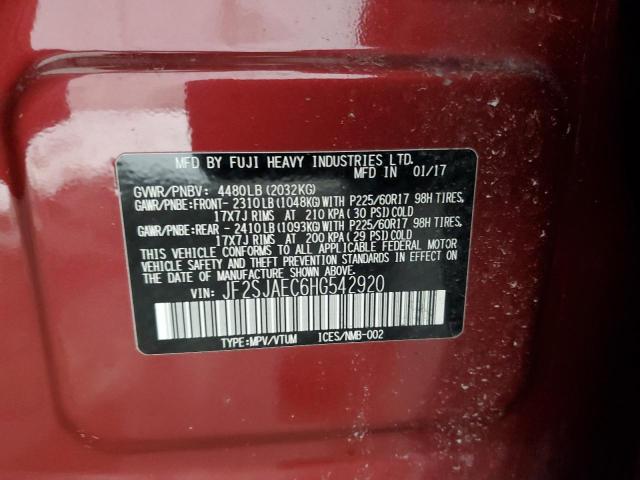 MFD BY FUJI HEAVY INDUSTRIES LTD.
MFD IN 01/17
GVWR/PNBV: 4480LB (2032KG)
GAWR/PNBE:FRONT- 2310LB(1048KG)WITH P225/60R17 98H TIRES,
17X7J RIMS AT 210 KPA (30 PSI)COLD
GAWR/PNBE:REAR - 2410LB(1093KG)WITH P225/60R17 98H TIRES,
17X7J RIMS AT 200 KPA (29 PSI)COLD
THIS VEHICLE CONFORMS TO ALL APPLICABLE FEDERAL MOTOR
VEHICLE SAFETY, BUMPER, AND THEFT PREVENTION STANDARDS
IN EFFECT ON THE DATE OF MANUFACTURE SHOWN ABOVE.
VIN: JF2SJAEC6HG542920
TYPE:MPV/VTUM ICES/NMB-002